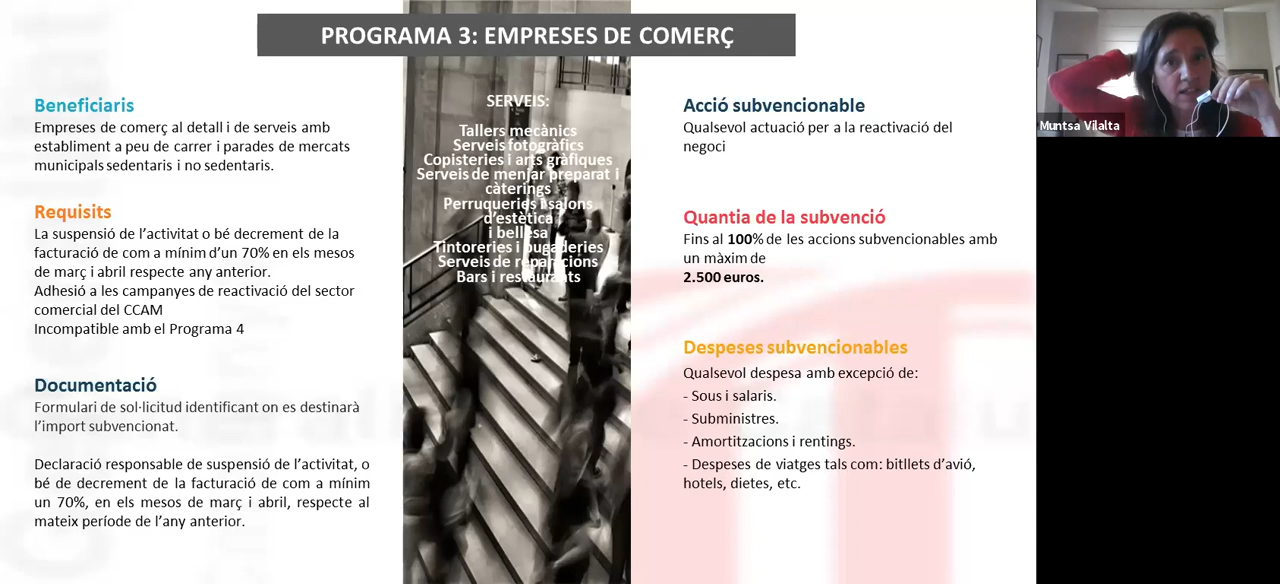 PROGRAMA 3: EMPRESES DE COMERÇ
Beneficiaris
Empreses de comerç al detall i de serveis amb
establiment a peu de carrer i parades de mercats
municipals sedentaris i no sedentaris.
Requisits
La suspensió de l’activitat o bé decrement de la
facturació de com a mínim d’un 70% en els mesos
de març i abril respecte any anterior.
Adhesió a les campanyes de reactivació del sector
comercial del CCAM
Incompatible amb el Programa 4
Documentació
Formulari de sol·licitud identificant on es destinarà
l’import subvencionat.
Declaració responsable de suspensió de l’activitat, o
bé de decrement de la facturació de com a mínim
un 70%, en els mesos de març i abril, respecte al
mateix període de l’any anterior.
SERVEIS:
Tallers mecànics
Serveis fotogràfics
Copisteries i arts gràfiques
Serveis de menjar preparat i
càterings
Perruqueries i salons
d’estètica
i bellesa
Tintoreries i bugaderies
Serveis de reparacions
Bars i restaurants
Acció subvencionable
Qualsevol actuació per a la reactivació del
negoci
Quantia de la subvenció
Fins al 100% de les accions subvencionables amb
un màxim de
2.500 euros.
Despeses subvencionables
Qualsevol despesa amb excepció de:
- Sous i salaris.
- Subministres.
- Amortitzacions i rentings.
- Despeses de viatges tals com: bitllets d’avió,
hotels, dietes, etc.
Muntsa Vilalta